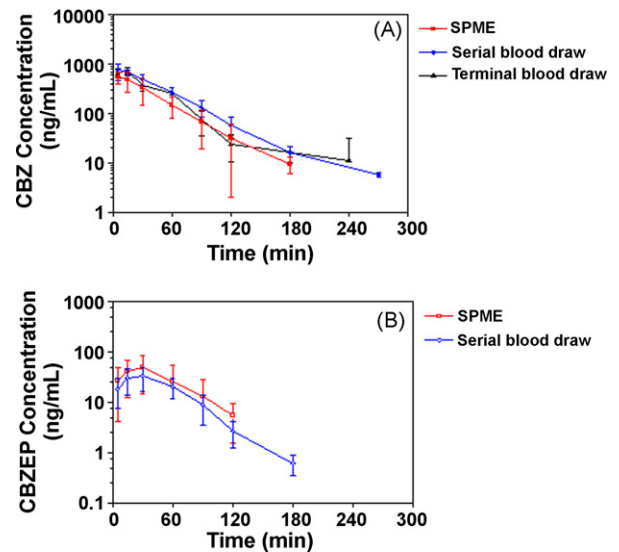 (A)
SPME
Serial blood draw
Terminal blood draw
CBZ Concentration
(ng/mL)
10000
1000
100
10
1
0 60 120 180 240 300
Time (min)
(B)
SPME
Serial blood draw
CBZEP Concentration
(ng/mL)
1000
100
10
1
0.1
0 60 120 180 240 300
Time (min)